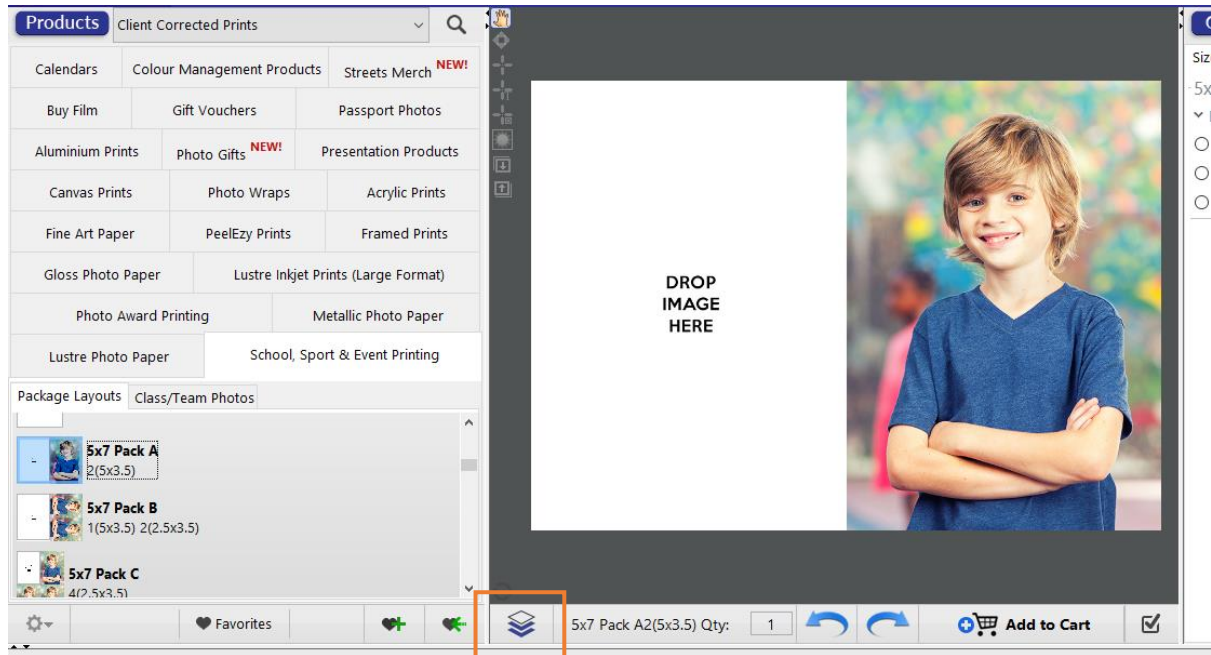 Products Client Corrected Prints
Calendars Colour Management Products Streets Merch NEW!
Buy Film Gift Vouchers Passport Photos
Aluminium Prints Photo Gifts NEW! Presentation Products
Canvas Prints Photo Wraps Acrylic Prints
Fine Art Paper PeelEzy Prints Framed Prints
Gloss Photo Paper Lustre Inkjet Prints (Large Format)
Photo Award Printing Metallic Photo Paper
Lustre Photo Paper School, Sport & Event Printing
Package Layouts Class/Team Photos
5x7 Pack A
2(5x3.5)
5x7 Pack B
1(5x3.5) 2(2.5x3.5)
5x7 Pack C
4(2.5x3.5)
Favorites
DROP
IMAGE
HERE
5x7 Pack A2(5x3.5) Qty: 1 Add to Cart